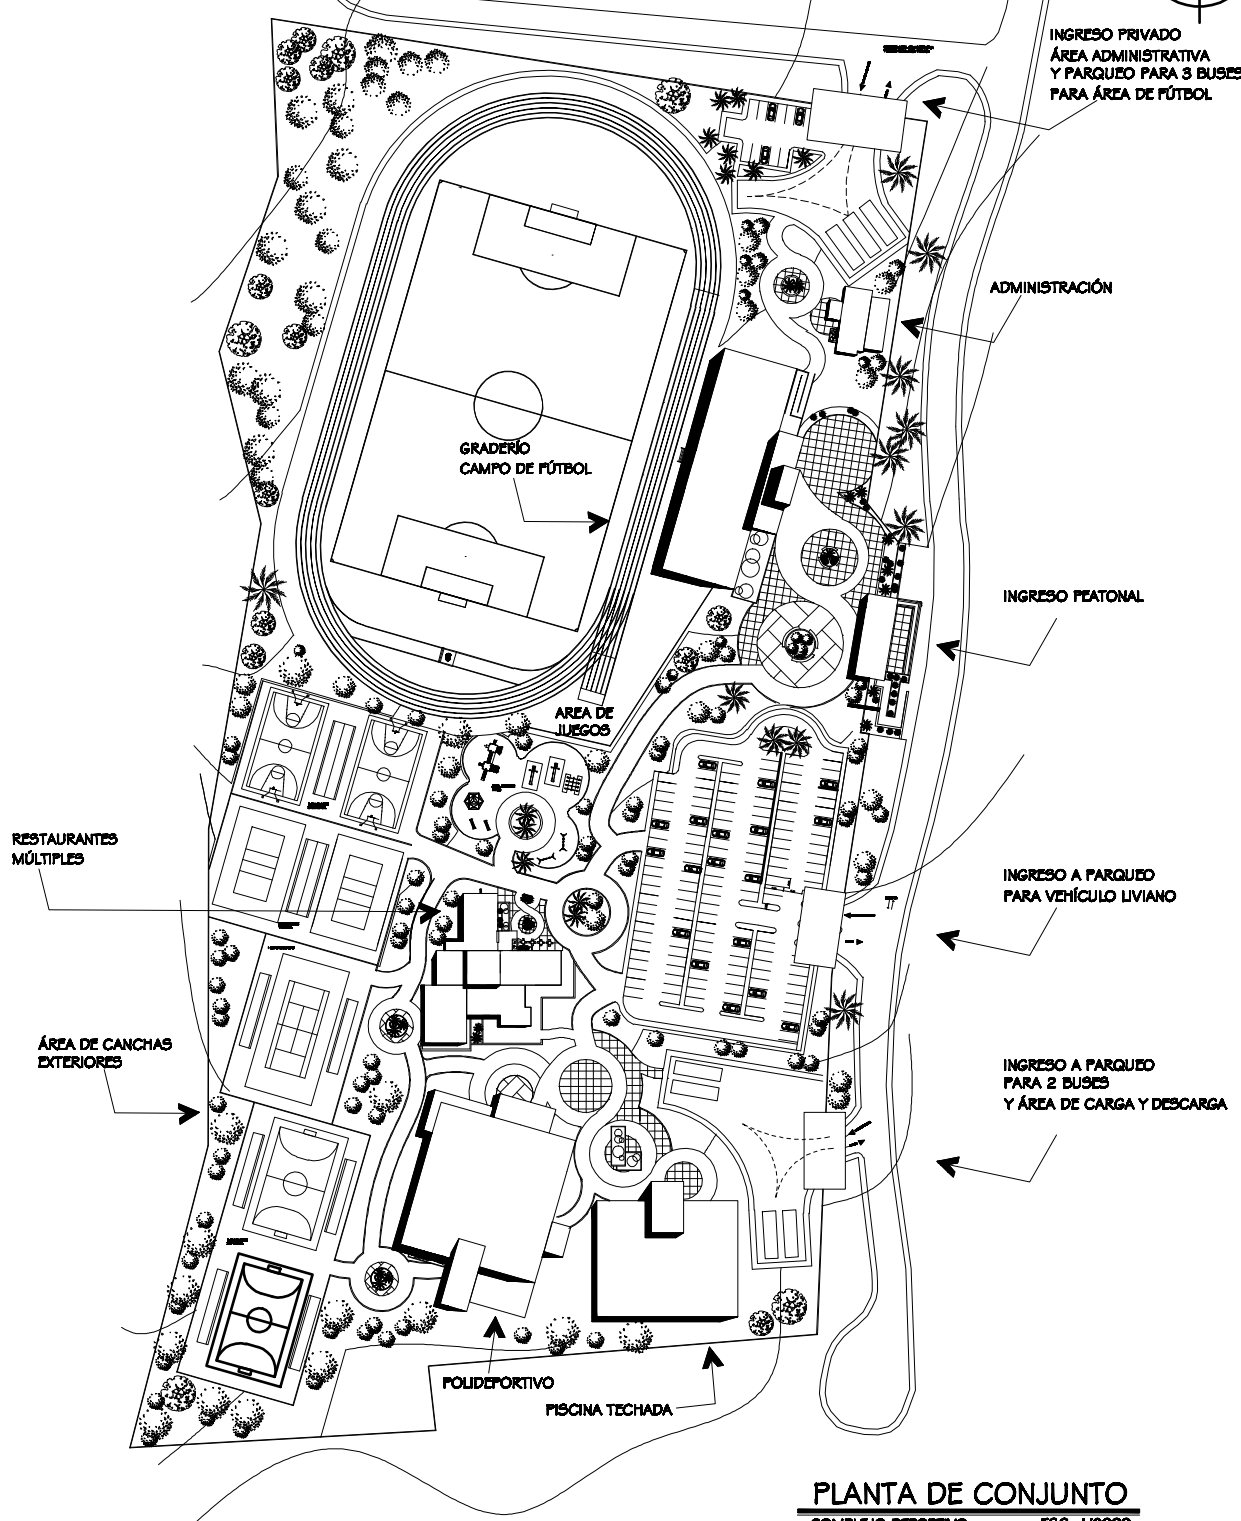 INGRESO PRIVADO
ÁREA ADMINISTRATIVA
Y PARQUEO PARA 3 BUSES
PARA ÁREA DE FÚTBOL
ADMINISTRACIÓN
GRADERÍO
CAMPO DE FÚTBOL
INGRESO PEATONAL
AREA DE
JUEGOS
RESTAURANTES
MÚLTIPLES
INGRESO A PARQUEO
PARA VEHÍCULO LIVIANO
ÁREA DE CANCHAS
EXTERIORES
INGRESO A PARQUEO
PARA 2 BUSES
Y ÁREA DE CARGA Y DESCARGA
POLIDEPORTIVO
PISCINA TECHADA
PLANTA DE CONJUNTO